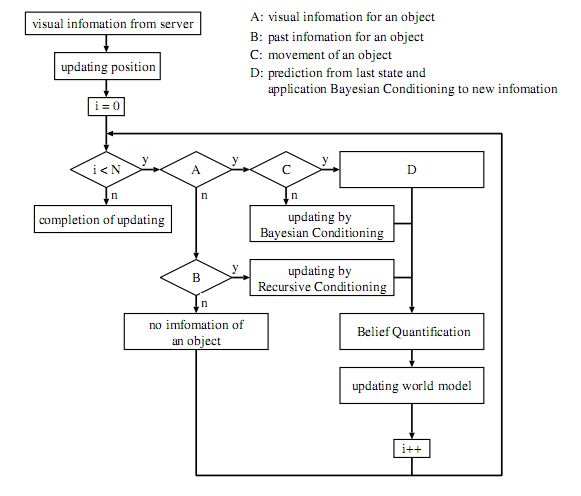 visual infomation from server
updating position
i = 0
A: visual infomation for an object
B: past infomation for an object
C: movement of an object
D: prediction from last state and
application Bayesian Conditioning to new infomation
i < N
y
A
y
C
y
D
n
n
n
completion of updating
updating by
Bayesian Conditioning
B
y
updating by
Recursive Conditioning
n
no imfomation of
an object
Belief Quantification
updating world model
i++